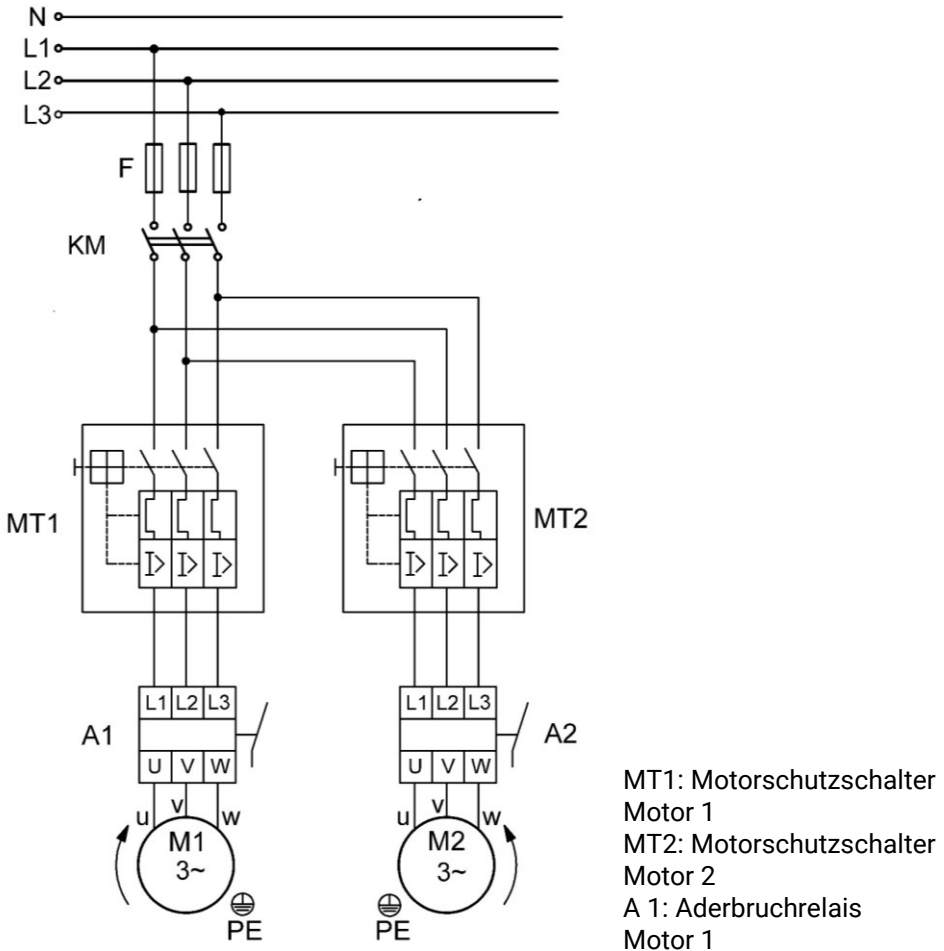 N
L1
L2
L3
F
KM
MT1
MT2
I> I> I>
I> I> I>
L1 L2 L3
L1 L2 L3
A1
A2
U V W
U V W
u v w
u v w
M1
3~
M2
3~
PE
PE
MT1: Motorschutzschalter
Motor 1
MT2: Motorschutzschalter
Motor 2
A 1: Aderbruchrelais
Motor 1